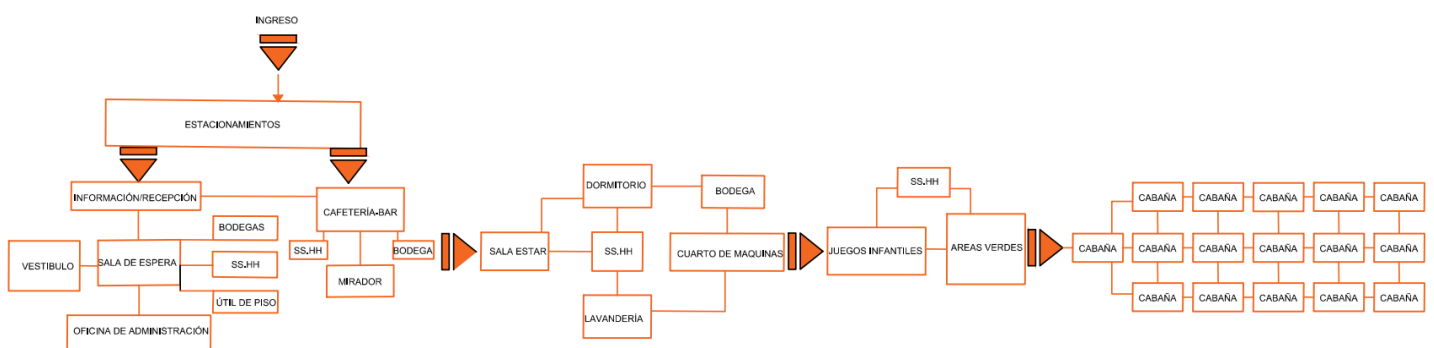 INGRESO
ESTACIONAMIENTOS
INFORMACIÓN/RECEPCIÓN
CAFETERÍA-BAR
BODEGAS
SS.HH
BODEGA
VESTIBULO
SALA DE ESPERA
SS.HH
MIRADOR
ÚTIL DE PISO
OFICINA DE ADMINISTRACIÓN
DORMITORIO
BODEGA
SALA ESTAR
SS.HH
CUARTO DE MAQUINAS
LAVANDERÍA
SS.HH
JUEGOS INFANTILES
AREAS VERDES
CABAÑA CABAÑA CABAÑA CABAÑA CABAÑA
CABAÑA CABAÑA CABAÑA CABAÑA CABAÑA CABAÑA
CABAÑA CABAÑA CABAÑA CABAÑA CABAÑA